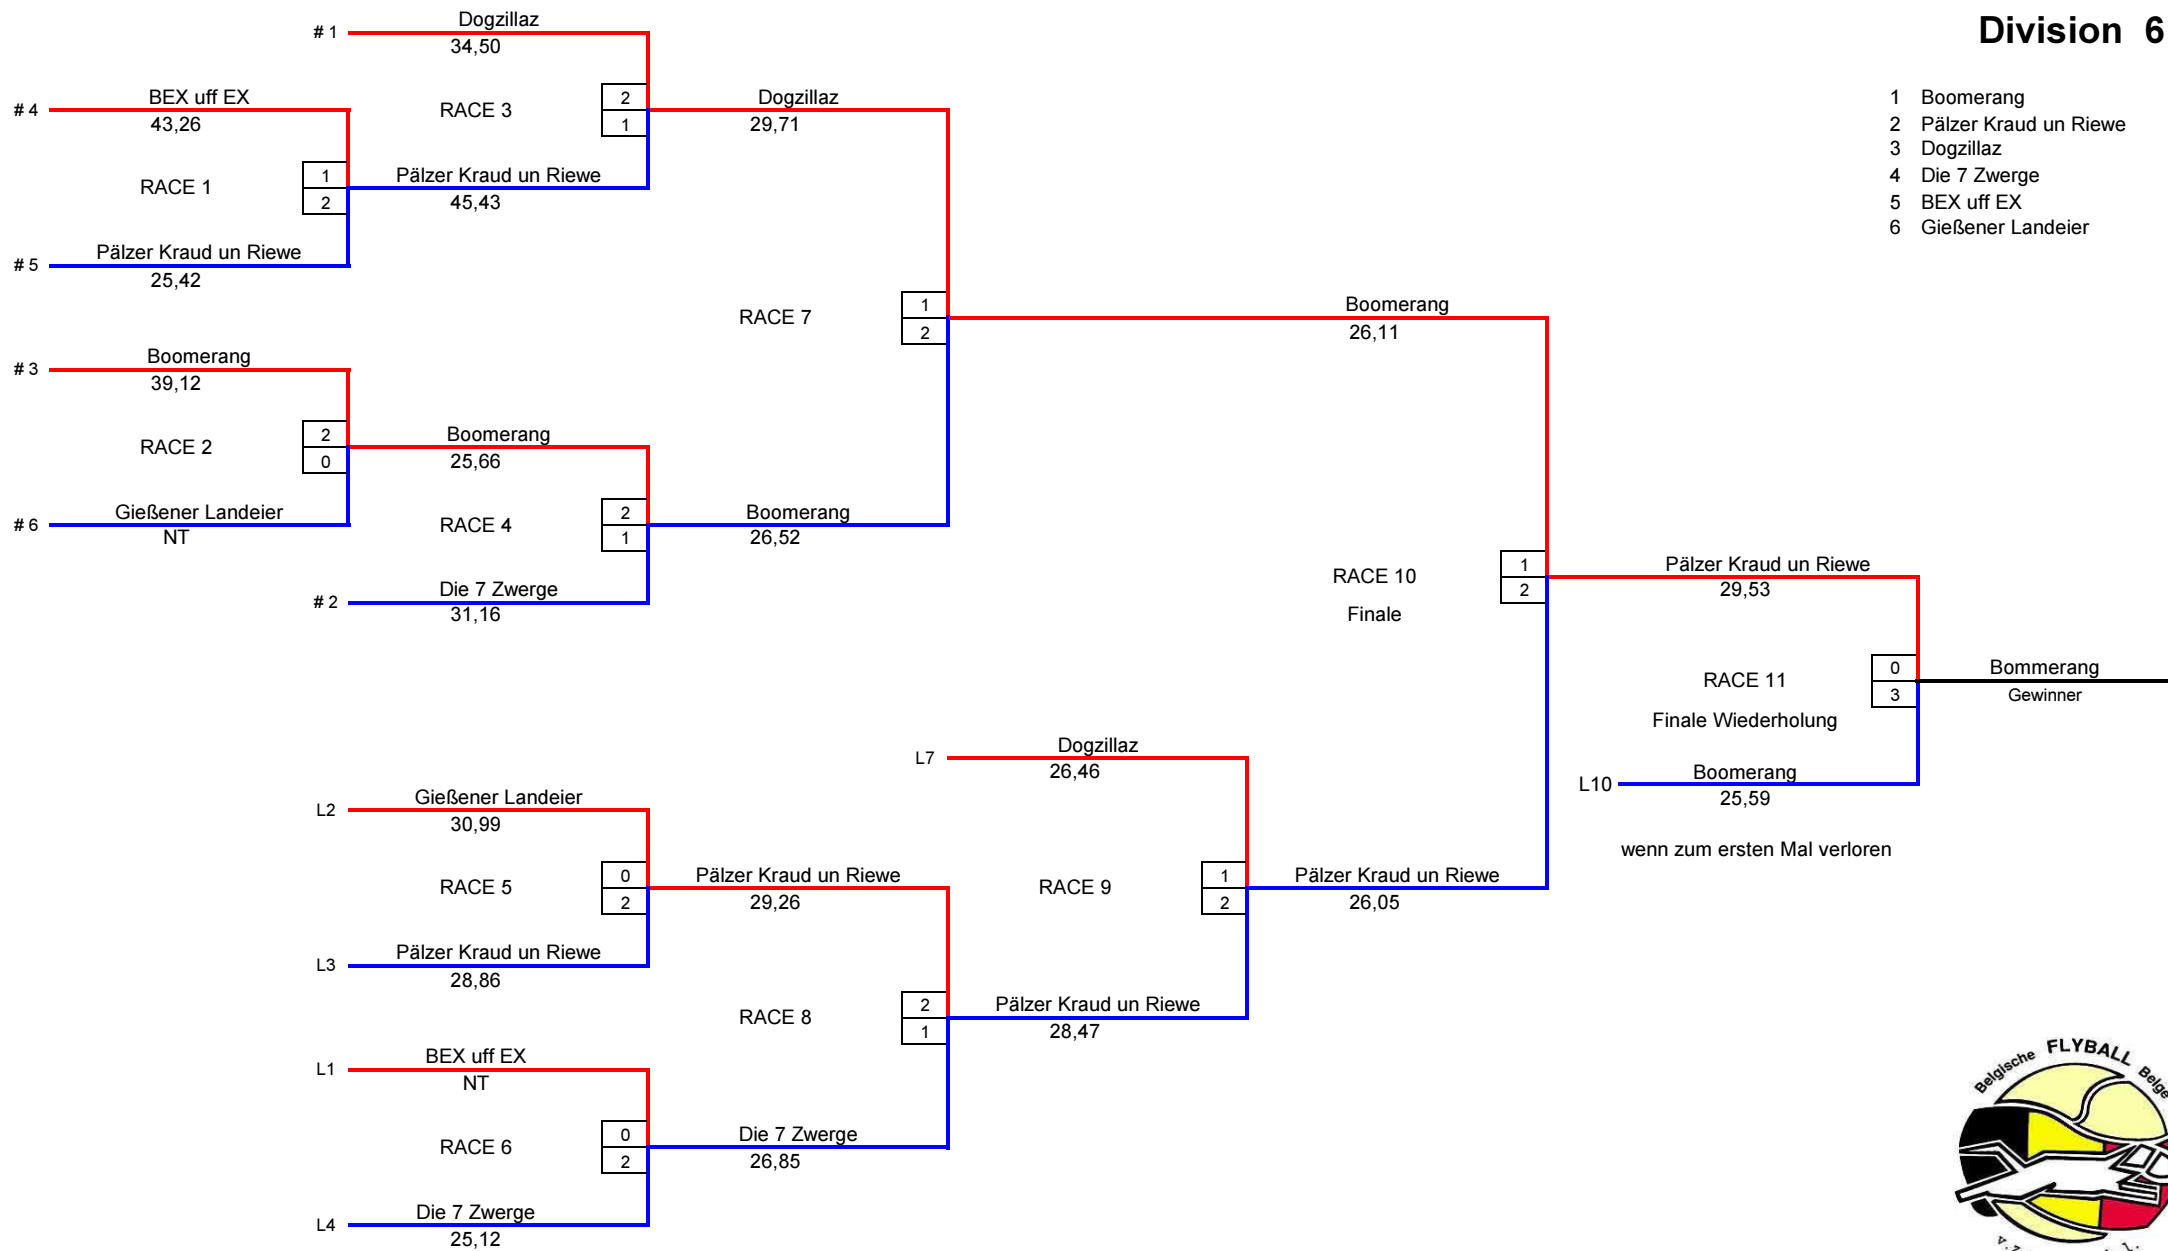 Division 6
1 Boomerang
2 Pälzer Kraud un Riewe
3 Dogzillaz
4 Die 7 Zwerge
5 BEX uff EX
6 Gießener Landeier
# 1 Dogzillaz
34,50
# 4 BEX uff EX
43,26
RACE 3
2
1
Dogzillaz
29,71
RACE 1
1
2
Pälzer Kraud un Riewe
45,43
# 5 Pälzer Kraud un Riewe
25,42
RACE 7
1
2
Boomerang
26,11
# 3 Boomerang
39,12
RACE 2
2
0
Boomerang
25,66
# 6 Gießener Landeier
NT
RACE 4
2
1
Boomerang
26,52
# 2 Die 7 Zwerge
31,16
RACE 10
Finale
1
2
Pälzer Kraud un Riewe
29,53
RACE 11
Finale Wiederholung
0
3
Bommerang
Gewinner
L10 Boomerang
25,59
wenn zum ersten Mal verloren
L7 Dogzillaz
26,46
L2 Gießener Landeier
30,99
RACE 5
0
2
Pälzer Kraud un Riewe
29,26
RACE 9
1
2
Pälzer Kraud un Riewe
26,05
L3 Pälzer Kraud un Riewe
28,86
RACE 8
2
1
Pälzer Kraud un Riewe
28,47
L1 BEX uff EX
NT
RACE 6
0
2
Die 7 Zwerge
26,85
L4 Die 7 Zwerge
25,12
Belgische FLYBALL